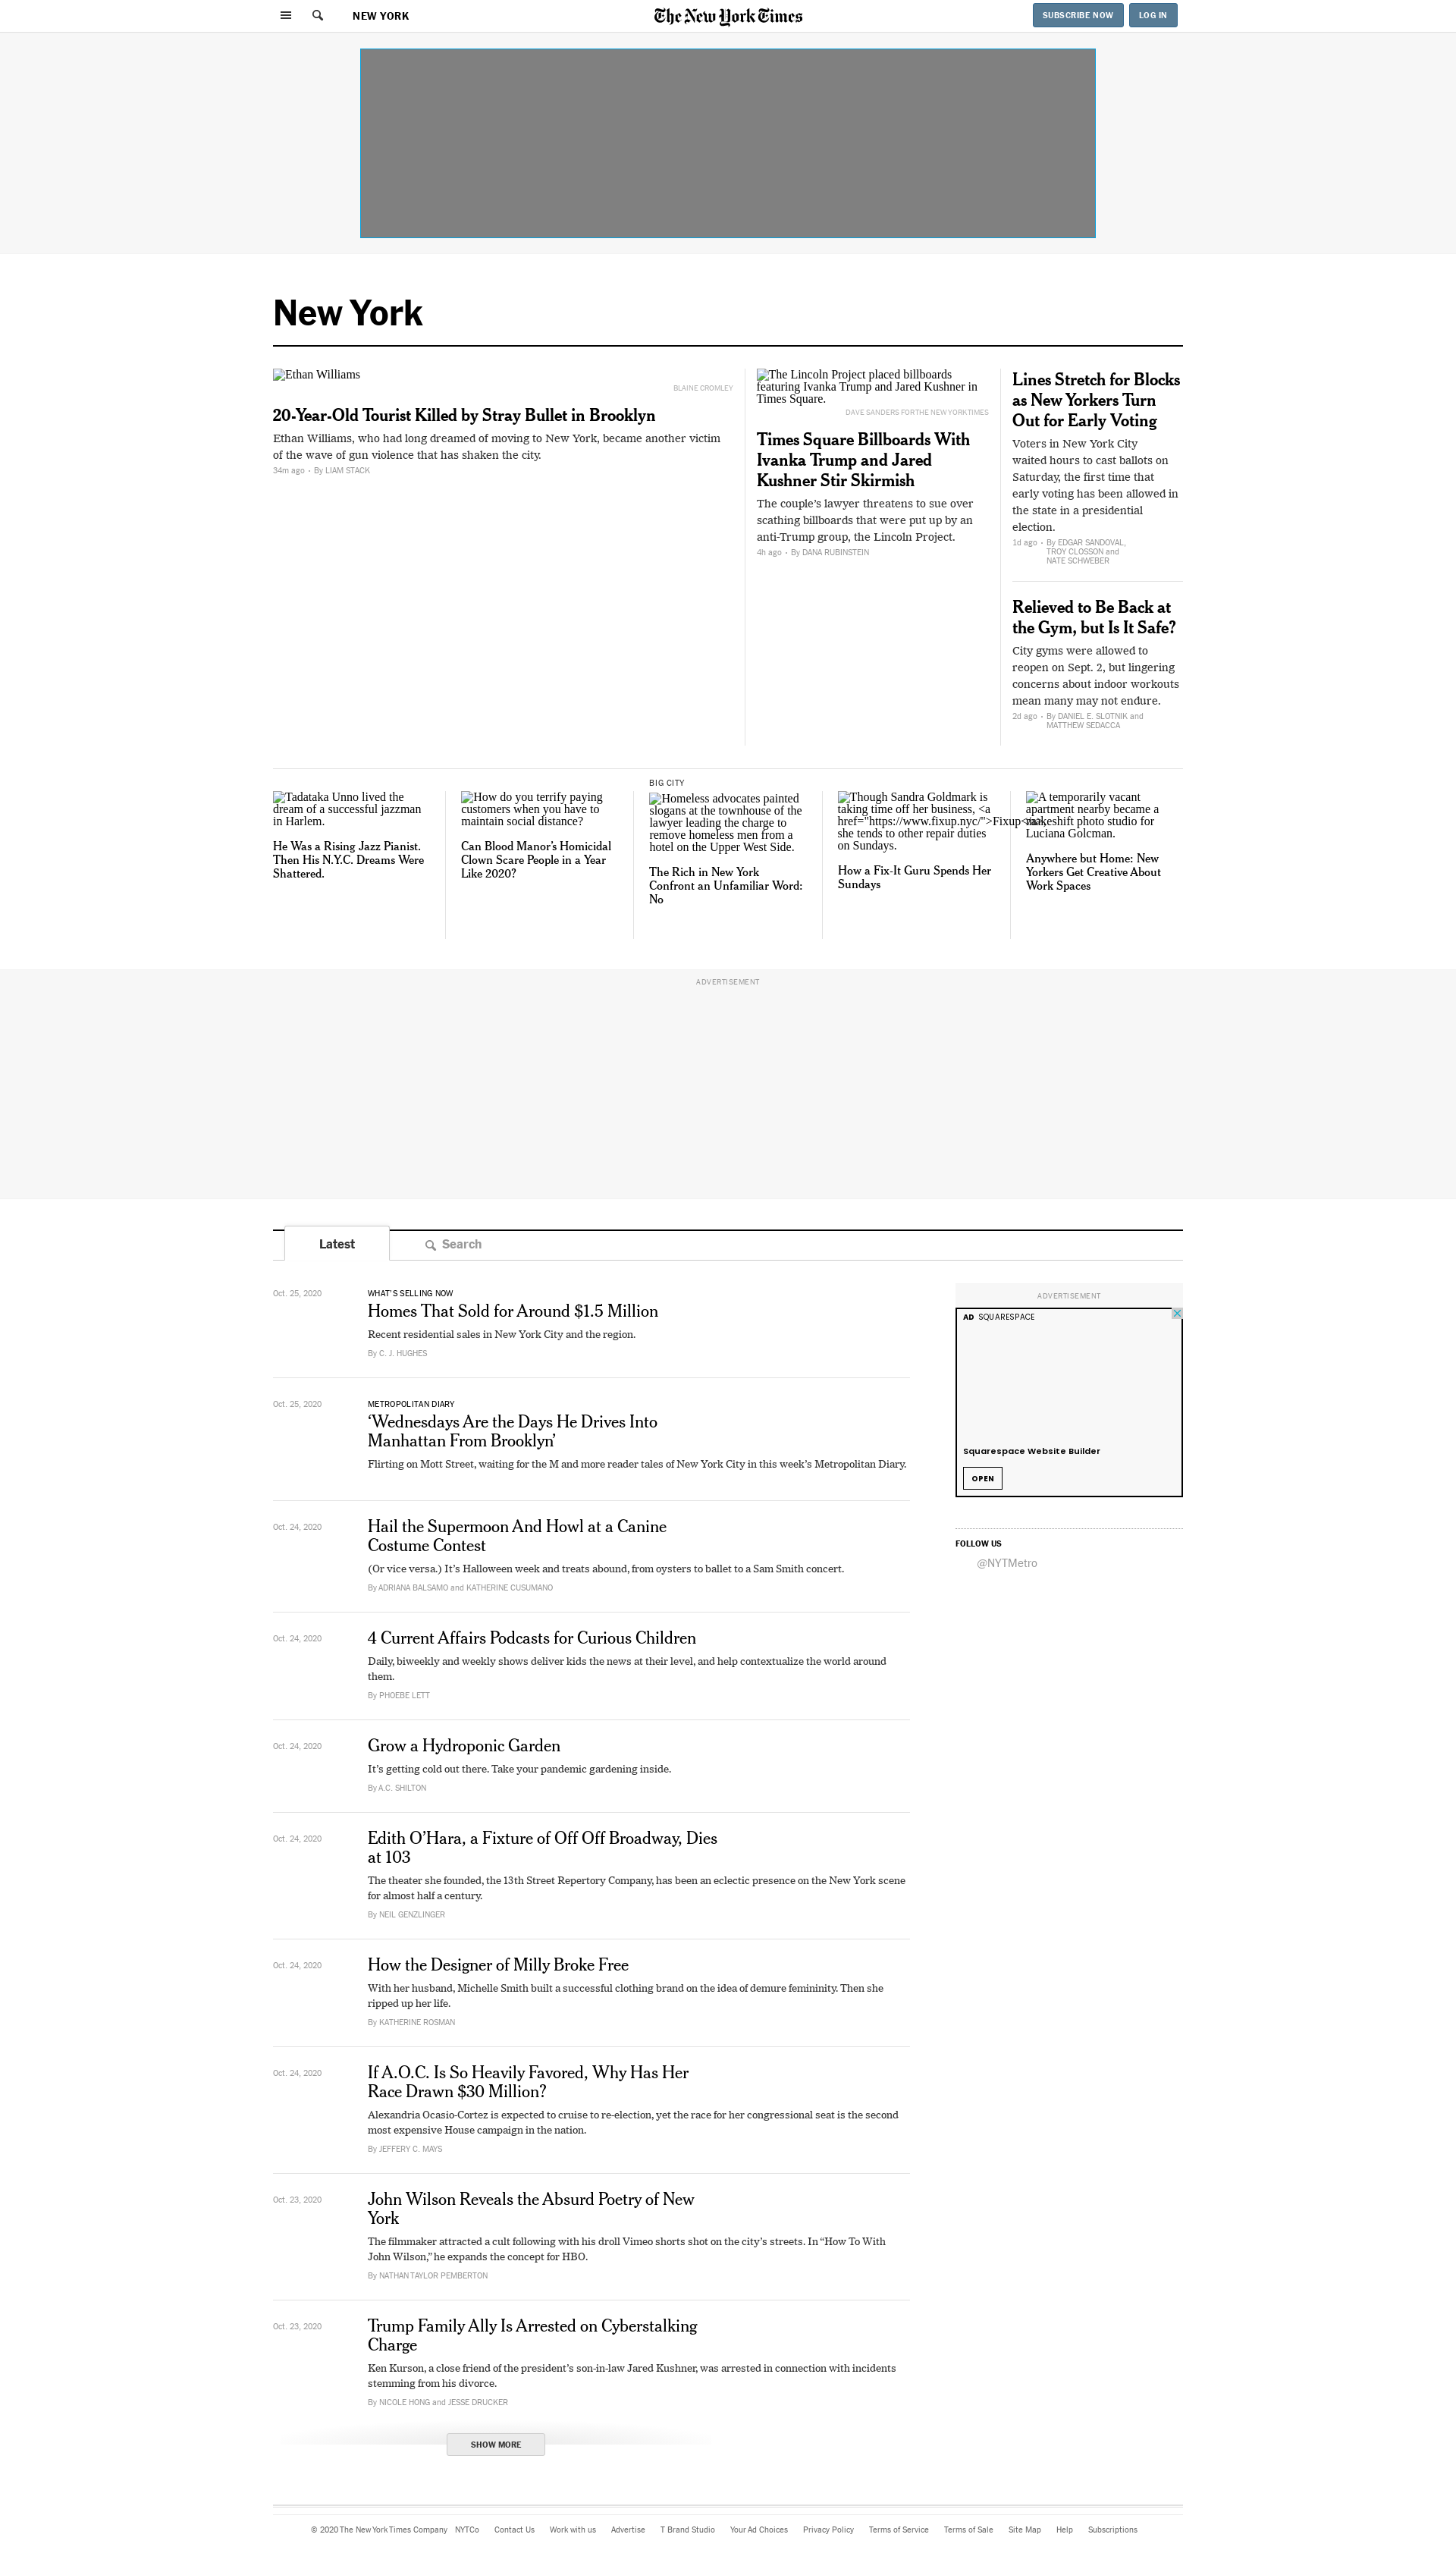 NEW YORK
The New York Times
SUBSCRIBE NOW
LOG IN
New York
Ethan Williams
BLAINE CROMLEY
20-Year-Old Tourist Killed by Stray Bullet in Brooklyn
Ethan Williams, who had long dreamed of moving to New York, became another victim
of the wave of gun violence that has shaken the city.
34m ago • By LIAM STACK
The Lincoln Project placed billboards
featuring Ivanka Trump and Jared Kushner in
Times Square.
DAVE SANDERS FOR THE NEW YORK TIMES
Times Square Billboards With
Ivanka Trump and Jared
Kushner Stir Skirmish
The couple’s lawyer threatens to sue over
scathing billboards that were put up by an
anti-Trump group, the Lincoln Project.
4h ago • By DANA RUBINSTEIN
Lines Stretch for Blocks
as New Yorkers Turn
Out for Early Voting
Voters in New York City
waited hours to cast ballots on
Saturday, the first time that
early voting has been allowed in
the state in a presidential
election.
1d ago • By EDGAR SANDOVAL,
TROY CLOSSON and
NATE SCHWEBER
Relieved to Be Back at
the Gym, but Is It Safe?
City gyms were allowed to
reopen on Sept. 2, but lingering
concerns about indoor workouts
mean many may not endure.
2d ago • By DANIEL E. SLOTNIK and
MATTHEW SEDACCA
Tadataka Unno lived the
dream of a successful jazzman
in Harlem.
He Was a Rising Jazz Pianist.
Then His N.Y.C. Dreams Were
Shattered.
How do you terrify paying
customers when you have to
maintain social distance?
Can Blood Manor’s Homicidal
Clown Scare People in a Year
Like 2020?
BIG CITY
Homeless advocates painted
slogans at the townhouse of the
lawyer leading the charge to
remove homeless men from a
hotel on the Upper West Side.
The Rich in New York
Confront an Unfamiliar Word:
No
Though Sandra Goldmark is
taking time off her business, <a
href="https://www.fixup.nyc/">Fixup</a>,
she tends to other repair duties
on Sundays.
How a Fix-It Guru Spends Her
Sundays
A temporarily vacant
apartment nearby became a
makeshift photo studio for
Luciana Golcman.
Anywhere but Home: New
Yorkers Get Creative About
Work Spaces
ADVERTISEMENT
Latest
Search
Oct. 25, 2020
WHAT’S SELLING NOW
Homes That Sold for Around $1.5 Million
Recent residential sales in New York City and the region.
By C. J. HUGHES
Oct. 25, 2020
METROPOLITAN DIARY
‘Wednesdays Are the Days He Drives Into
Manhattan From Brooklyn’
Flirting on Mott Street, waiting for the M and more reader tales of New York City in this week’s Metropolitan Diary.
Oct. 24, 2020
Hail the Supermoon And Howl at a Canine
Costume Contest
(Or vice versa.) It’s Halloween week and treats abound, from oysters to ballet to a Sam Smith concert.
By ADRIANA BALSAMO and KATHERINE CUSUMANO
Oct. 24, 2020
4 Current Affairs Podcasts for Curious Children
Daily, biweekly and weekly shows deliver kids the news at their level, and help contextualize the world around
them.
By PHOEBE LETT
Oct. 24, 2020
Grow a Hydroponic Garden
It’s getting cold out there. Take your pandemic gardening inside.
By A.C. SHILTON
Oct. 24, 2020
Edith O’Hara, a Fixture of Off Off Broadway, Dies
at 103
The theater she founded, the 13th Street Repertory Company, has been an eclectic presence on the New York scene
for almost half a century.
By NEIL GENZLINGER
Oct. 24, 2020
How the Designer of Milly Broke Free
With her husband, Michelle Smith built a successful clothing brand on the idea of demure femininity. Then she
ripped up her life.
By KATHERINE ROSMAN
Oct. 24, 2020
If A.O.C. Is So Heavily Favored, Why Has Her
Race Drawn $30 Million?
Alexandria Ocasio-Cortez is expected to cruise to re-election, yet the race for her congressional seat is the second
most expensive House campaign in the nation.
By JEFFERY C. MAYS
Oct. 23, 2020
John Wilson Reveals the Absurd Poetry of New
York
The filmmaker attracted a cult following with his droll Vimeo shorts shot on the city’s streets. In “How To With
John Wilson,” he expands the concept for HBO.
By NATHAN TAYLOR PEMBERTON
Oct. 23, 2020
Trump Family Ally Is Arrested on Cyberstalking
Charge
Ken Kurson, a close friend of the president’s son-in-law Jared Kushner, was arrested in connection with incidents
stemming from his divorce.
By NICOLE HONG and JESSE DRUCKER
SHOW MORE
ADVERTISEMENT
AD SQUARESPACE
Squarespace Website Builder
OPEN
FOLLOW US
@NYTMetro
© 2020 The New York Times Company NYTCo Contact Us Work with us Advertise T Brand Studio Your Ad Choices Privacy Policy Terms of Service Terms of Sale Site Map Help Subscriptions